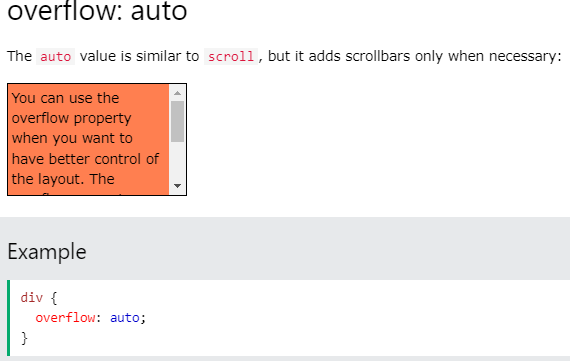 overflow: auto
The auto value is similar to scroll, but it adds scrollbars only when necessary:
You can use the
overflow property
when you want to
have better control of
the layout. The
Example
div {
  overflow: auto;
}